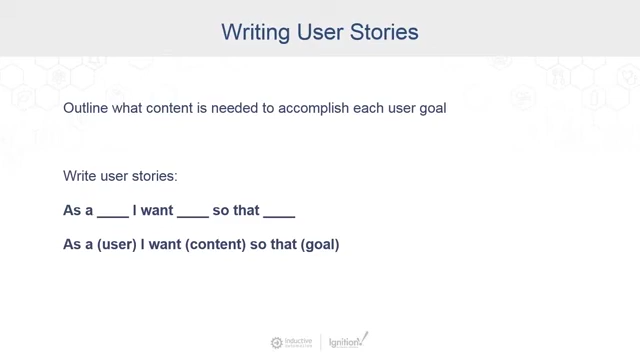 Writing User Stories
Outline what content is needed to accomplish each user goal
Write user stories:
As a ____ I want ____ so that ____
As a (user) I want (content) so that (goal)
inductive
automation
Ignition